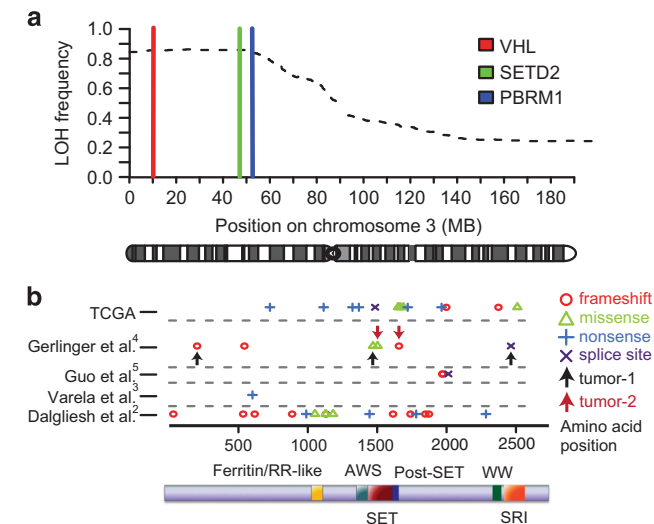 a
LOH frequency
1.0
0.8
0.6
0.4
0.2
0.0
VHL
SETD2
PBRM1
0 20 40 60 80 100 120 140 160 180
Position on chromosome 3 (MB)
b
TCGA
Gerlinger et al.4
Guo et al.5
Varela et al.3
Dalgliesh et al.2
frameshift
missense
nonsense
splice site
tumor-1
tumor-2
Amino acid
position
500 1000 1500 2000 2500
Ferritin/RR-like AWS Post-SET WW
SET SRI